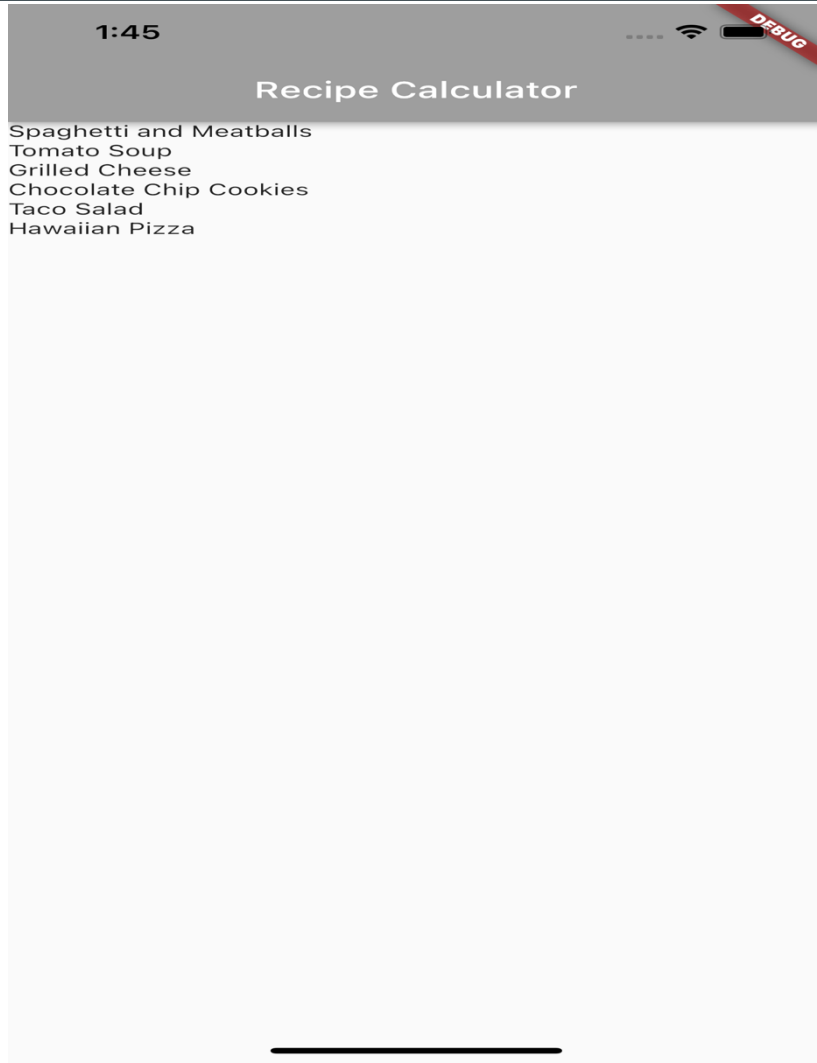 1:45
DEBUG
Recipe Calculator
Spaghetti and Meatballs
Tomato Soup
Grilled Cheese
Chocolate Chip Cookies
Taco Salad
Hawaiian Pizza